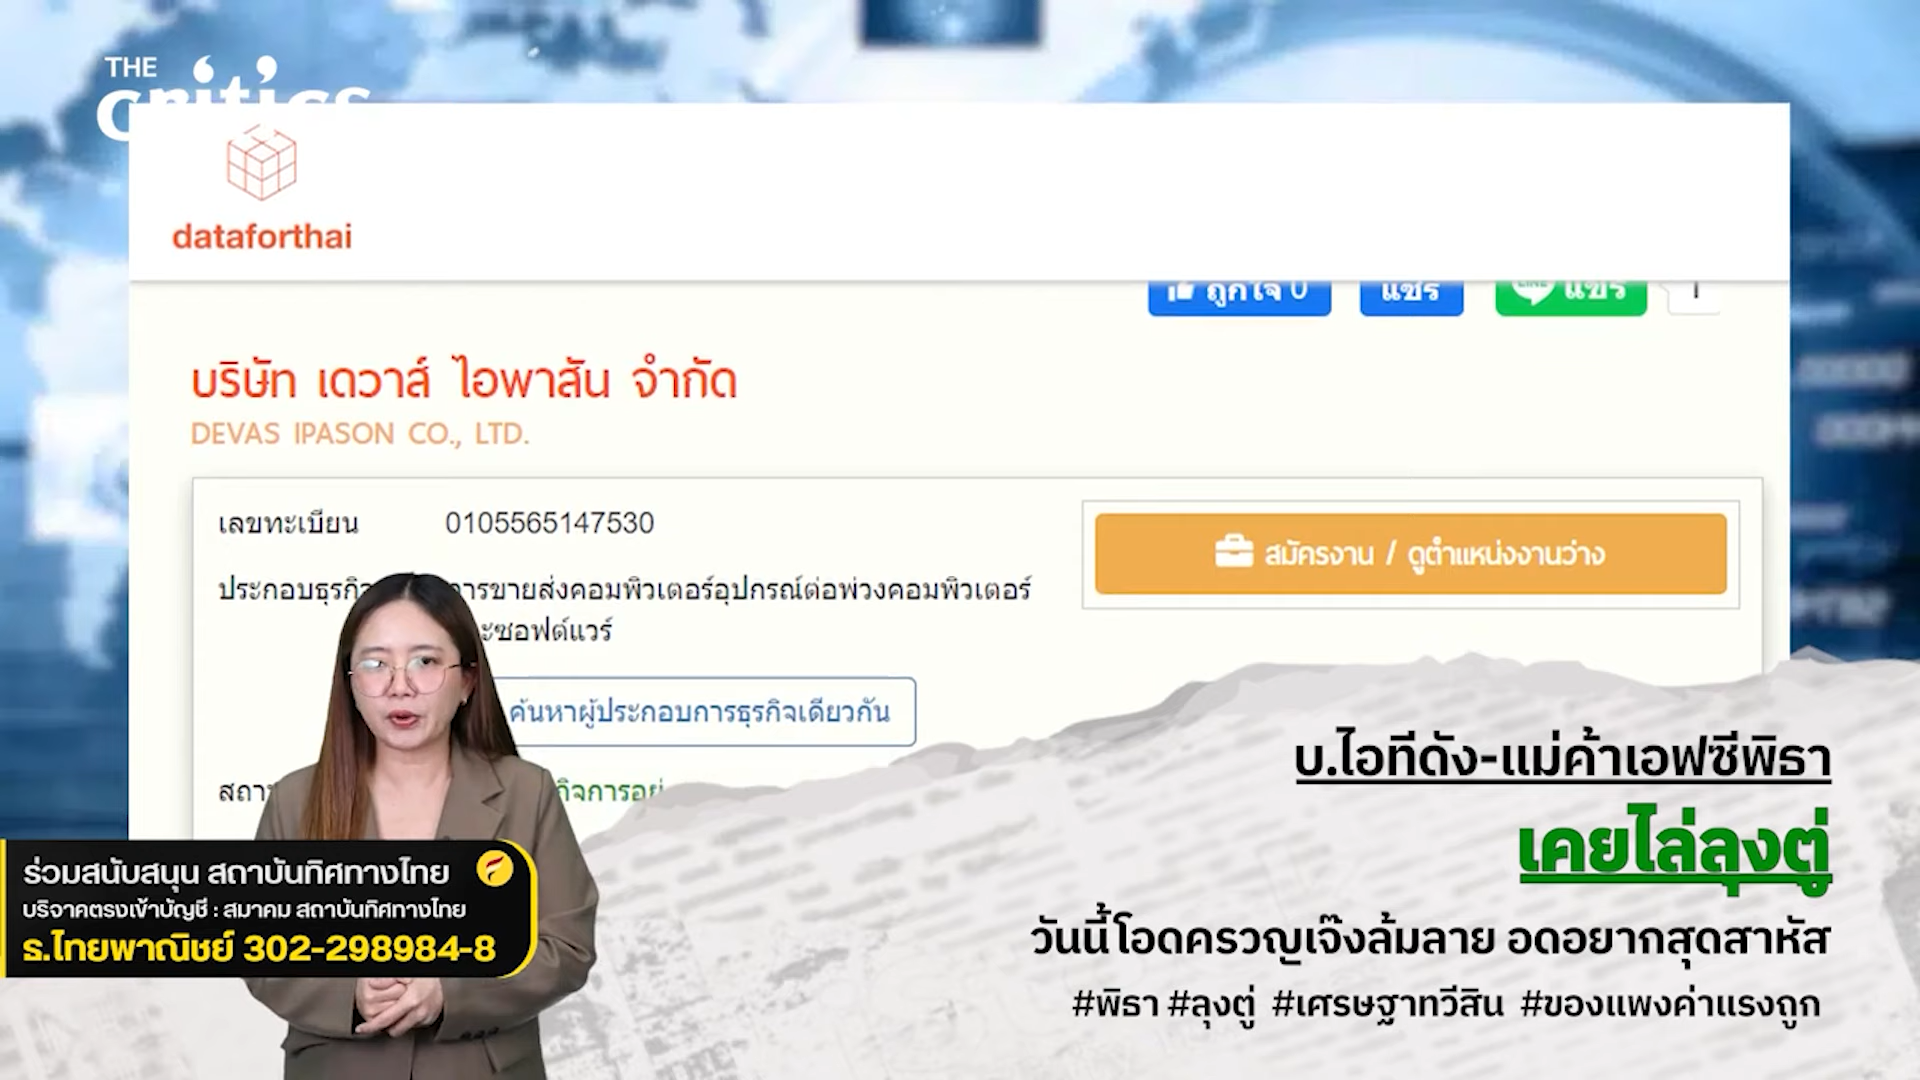 THE
critics
dataforthai
ถูกใจ 0
แชร์
LINE แชร์
1
บริษัท เดวาส์ ไอพาสัน จำกัด
DEVAS IPASON CO., LTD.
เลขทะเบียน 0105565147530
สมัครงาน / ดูตำแหน่งงานว่าง
ประกอบธุรกิจ การขายส่งคอมพิวเตอร์อุปกรณ์ต่อพ่วงคอมพิวเตอร์
และซอฟต์แวร์
ค้นหาผู้ประกอบการธุรกิจเดียวกัน
บ.ไอทีดัง-แม่ค้าเอฟซีพิธา
เคยไล่ลุงตู่
วันนี้โอดครวญเจ๊งล้มลาย อดอยากสุดสาหัส
#พิธา #ลุงตู่ #เศรษฐาทวีสิน #ของแพงค่าแรงถูก
ร่วมสนับสนุน สถาบันทิศทางไทย
บริจาคตรงเข้าบัญชี : สมาคม สถาบันทิศทางไทย
ธ.ไทยพาณิชย์ 302-298984-8